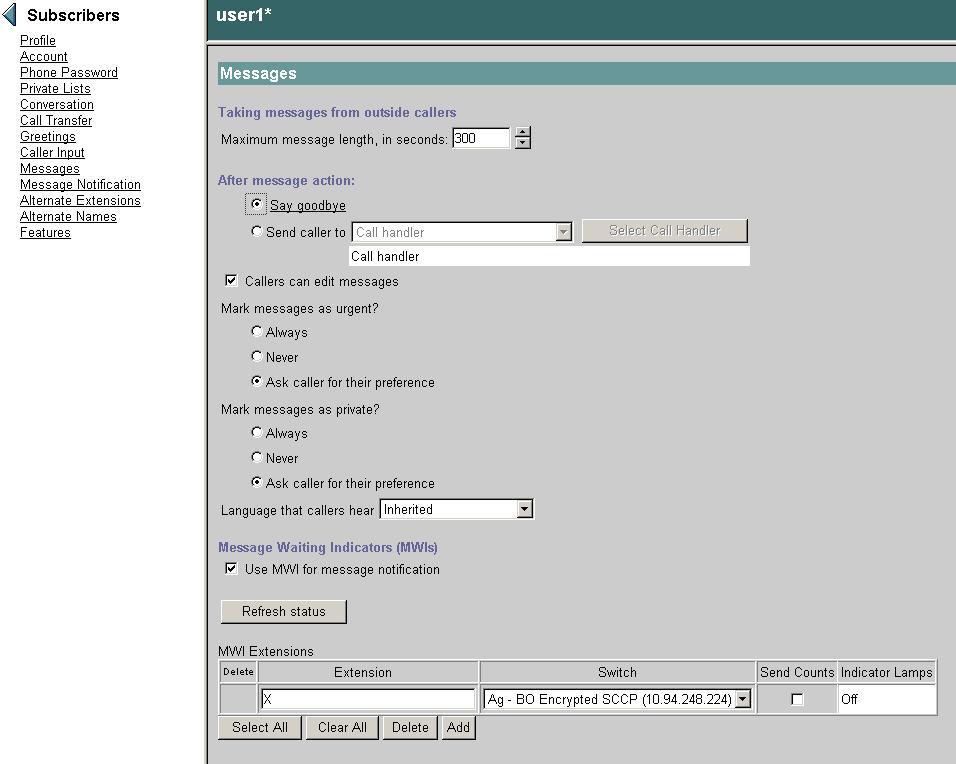 Subscribers
Profile
Account
Phone Password
Private Lists
Conversation
Call Transfer
Greetings
Caller Input
Messages
Message Notification
Alternate Extensions
Alternate Names
Features
user1*
Messages
Taking messages from outside callers
Maximum message length, in seconds: 300
After message action:
Say goodbye
Send caller to Call handler Select Call Handler
Call handler
Callers can edit messages
Mark messages as urgent?
Always
Never
Ask caller for their preference
Mark messages as private?
Always
Never
Ask caller for their preference
Language that callers hear Inherited
Message Waiting Indicators (MWIs)
Use MWI for message notification
Refresh status
MWI Extensions
Delete Extension Switch Send Counts Indicator Lamps
X Ag - BO Encrypted SCCP (10.94.248.224) Off
Select All Clear All Delete Add